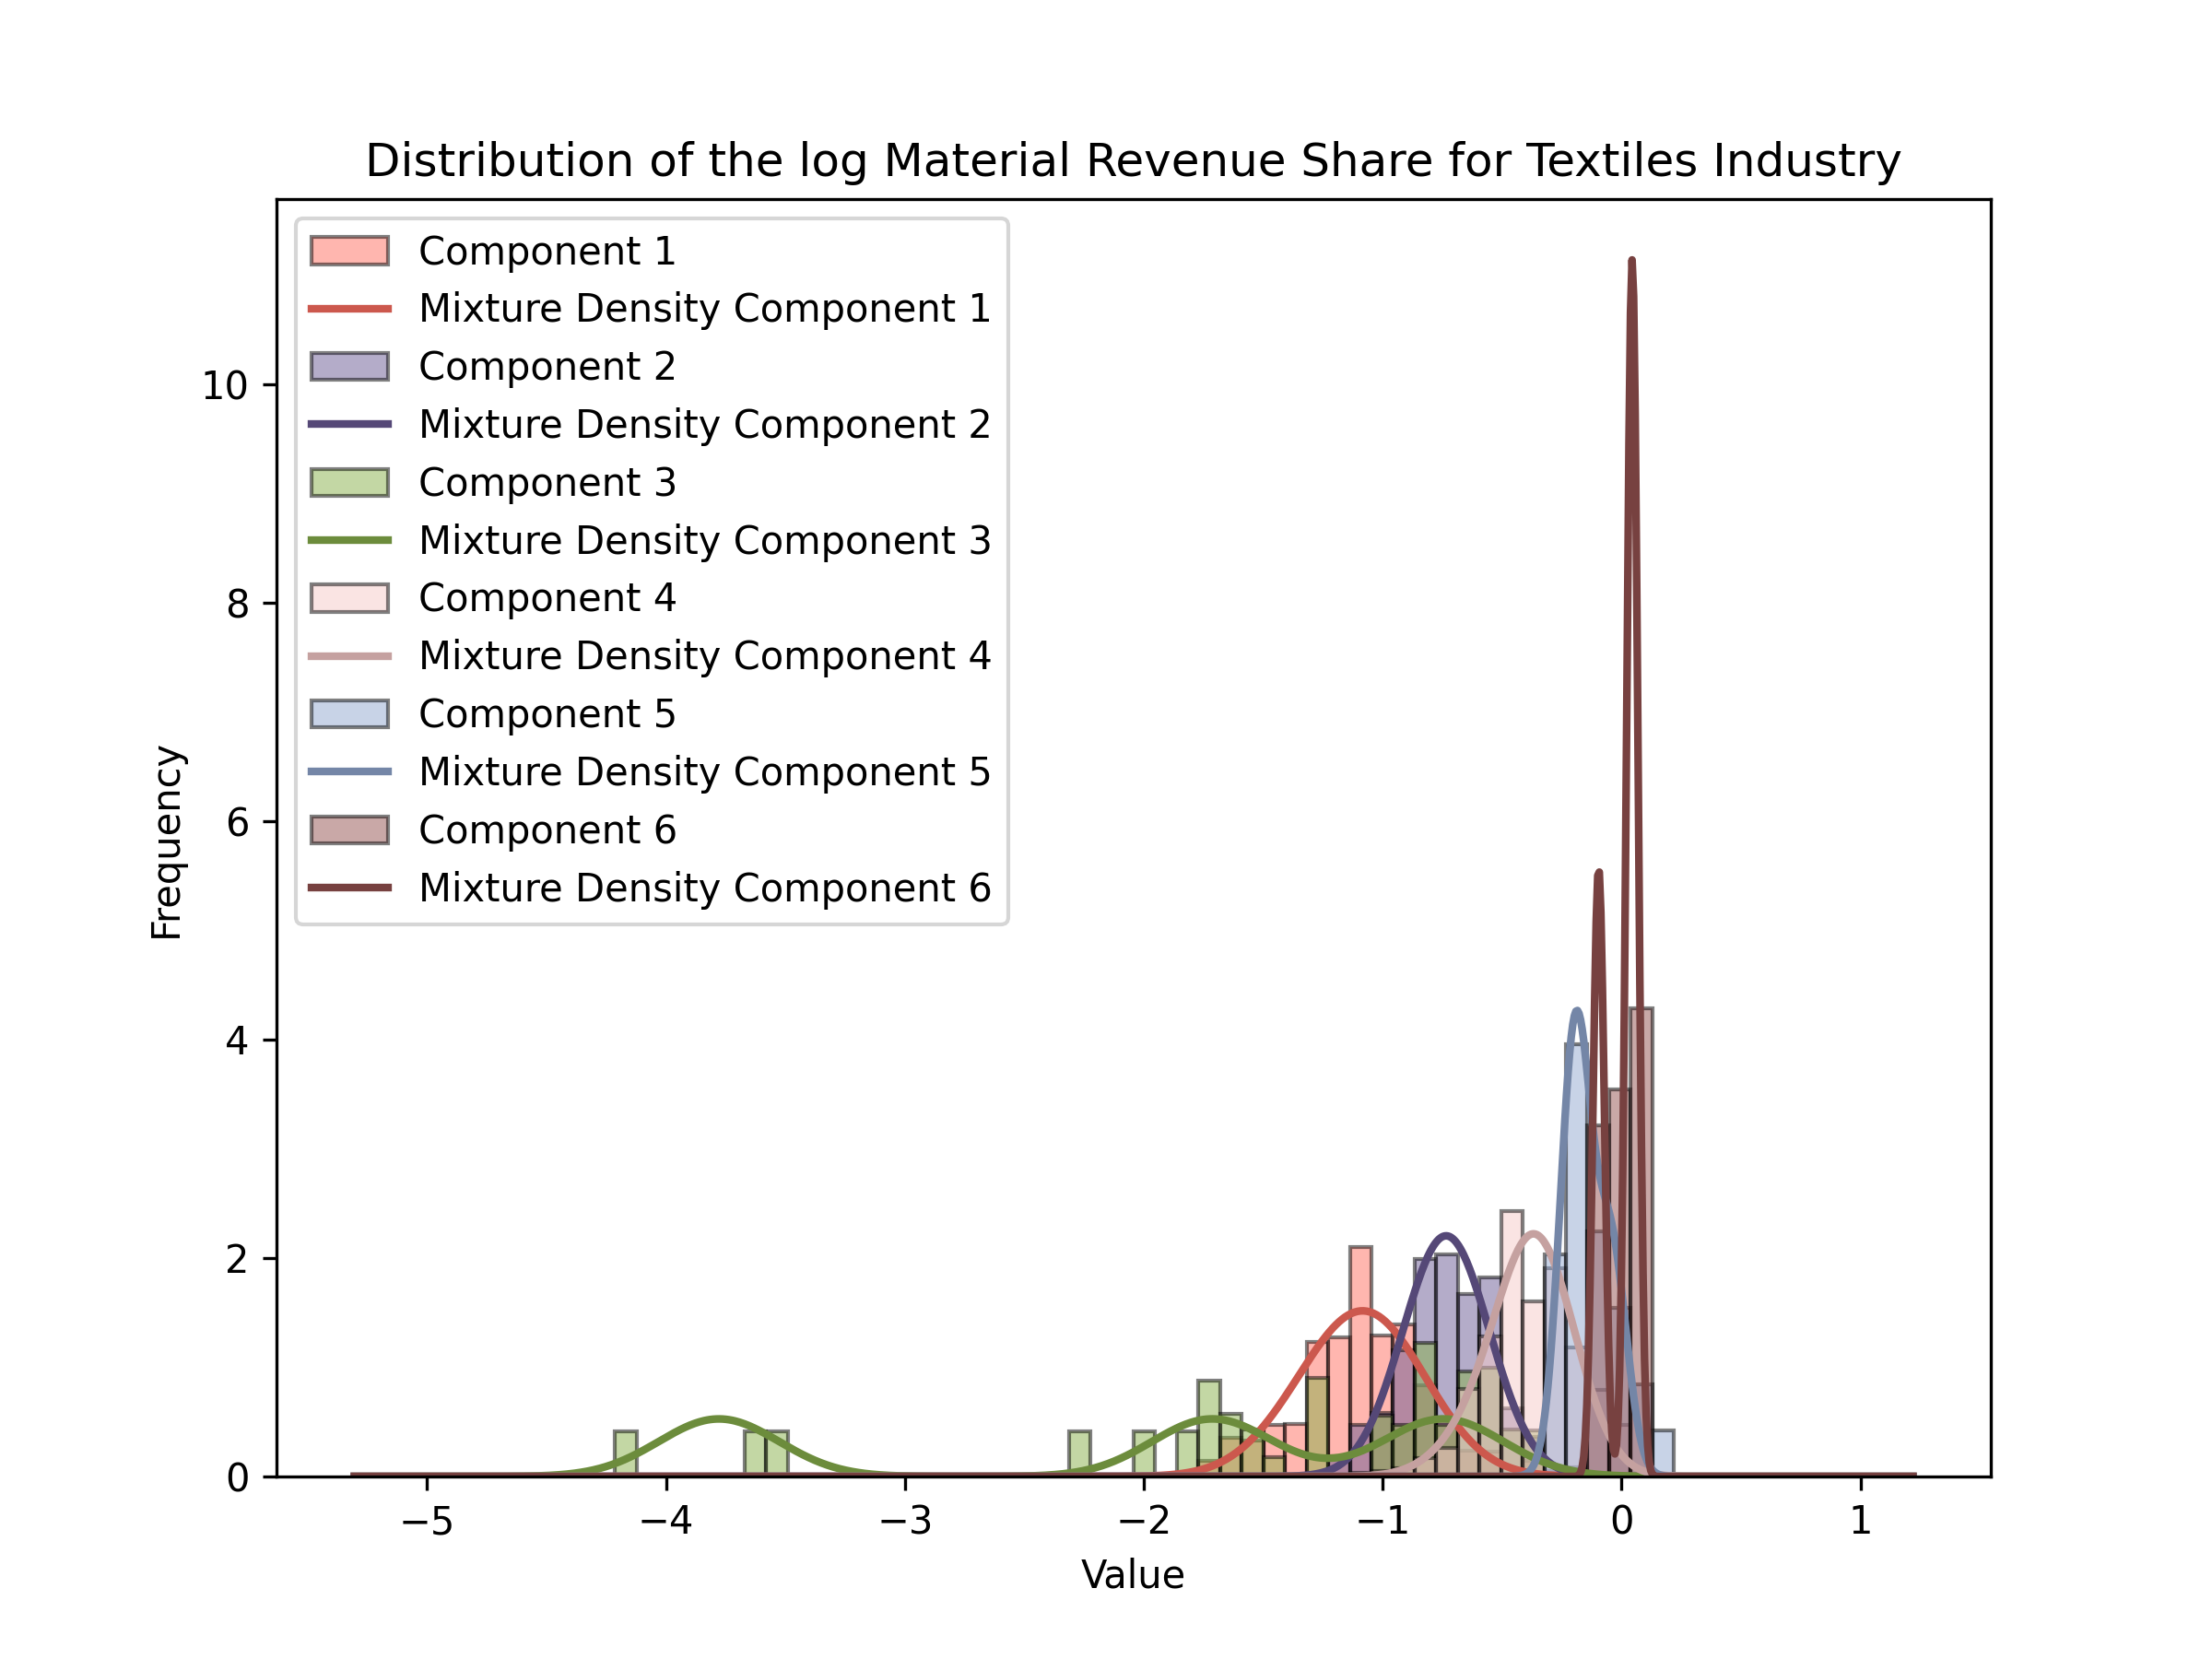 Distribution of the log Material Revenue Share for Textiles Industry
Component 1
Mixture Density Component 1
Component 2
Mixture Density Component 2
Component 3
Mixture Density Component 3
Component 4
Mixture Density Component 4
Component 5
Mixture Density Component 5
Component 6
Mixture Density Component 6
Frequency
10
8
6
4
2
0
−5 −4 −3 −2 −1 0 1
Value